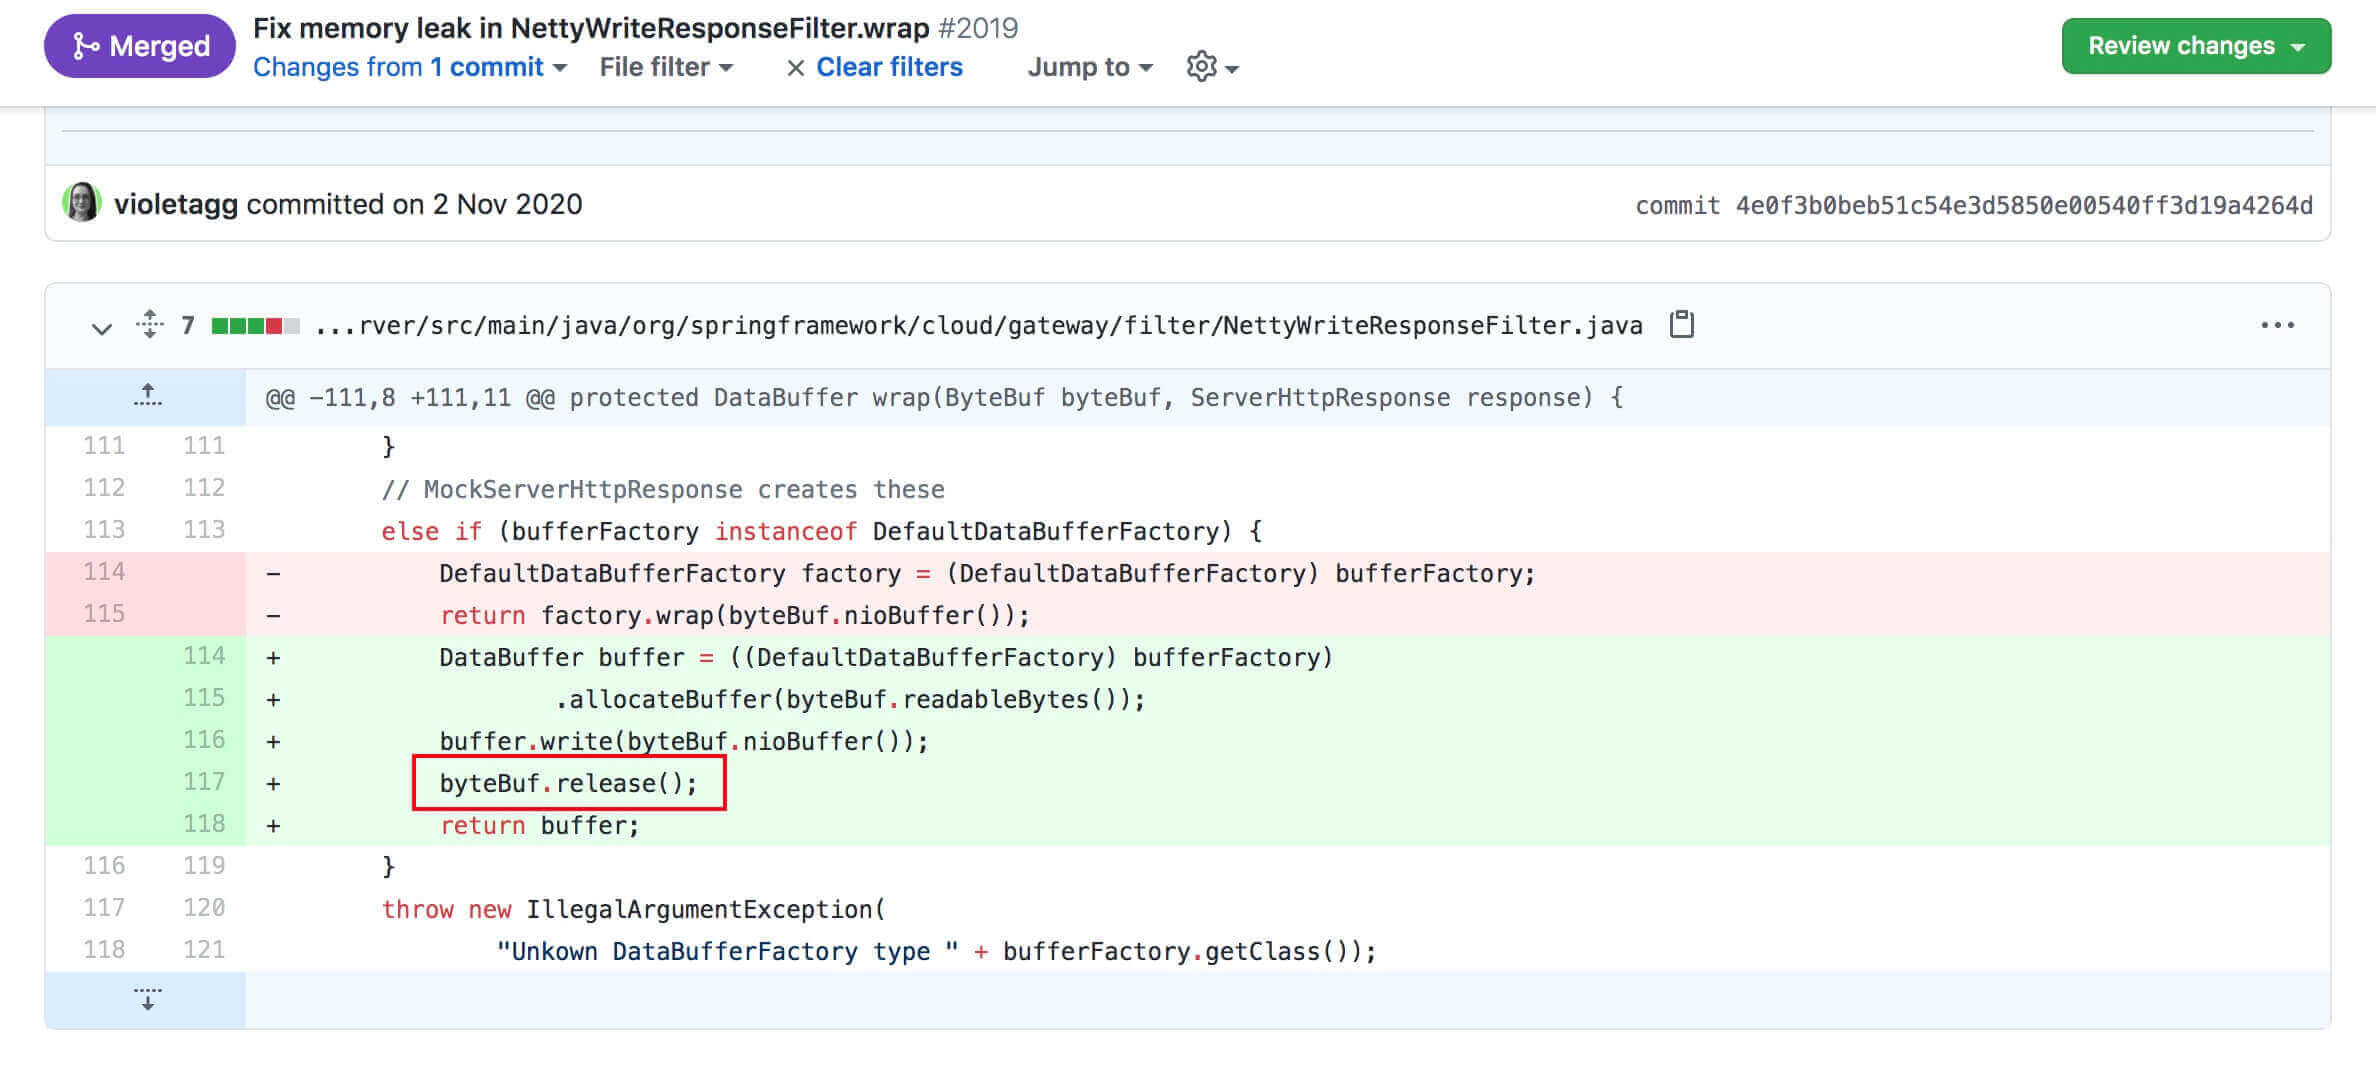 Merged
Fix memory leak in NettyWriteResponseFilter.wrap #2019
Changes from 1 commit File filter × Clear filters Jump to
Review changes
violetagg committed on 2 Nov 2020
commit 4e0f3b0beb51c54e3d5850e00540ff3d19a4264d
7 ...rver/src/main/java/org/springframework/cloud/gateway/filter/NettyWriteResponseFilter.java
@@ -111,8 +111,11 @@ protected DataBuffer wrap(ByteBuf byteBuf, ServerHttpResponse response) {
111 111 }
112 112 // MockServerHttpResponse creates these
113 113 else if (bufferFactory instanceof DefaultDataBufferFactory) {
114 - DefaultDataBufferFactory factory = (DefaultDataBufferFactory) bufferFactory;
115 - return factory.wrap(byteBuf.nioBuffer());
114 + DataBuffer buffer = ((DefaultDataBufferFactory) bufferFactory)
115 + .allocateBuffer(byteBuf.readableBytes());
116 + buffer.write(byteBuf.nioBuffer());
117 + byteBuf.release();
118 + return buffer;
116 119 }
117 120 throw new IllegalArgumentException(
118 121 "Unkown DataBufferFactory type " + bufferFactory.getClass());